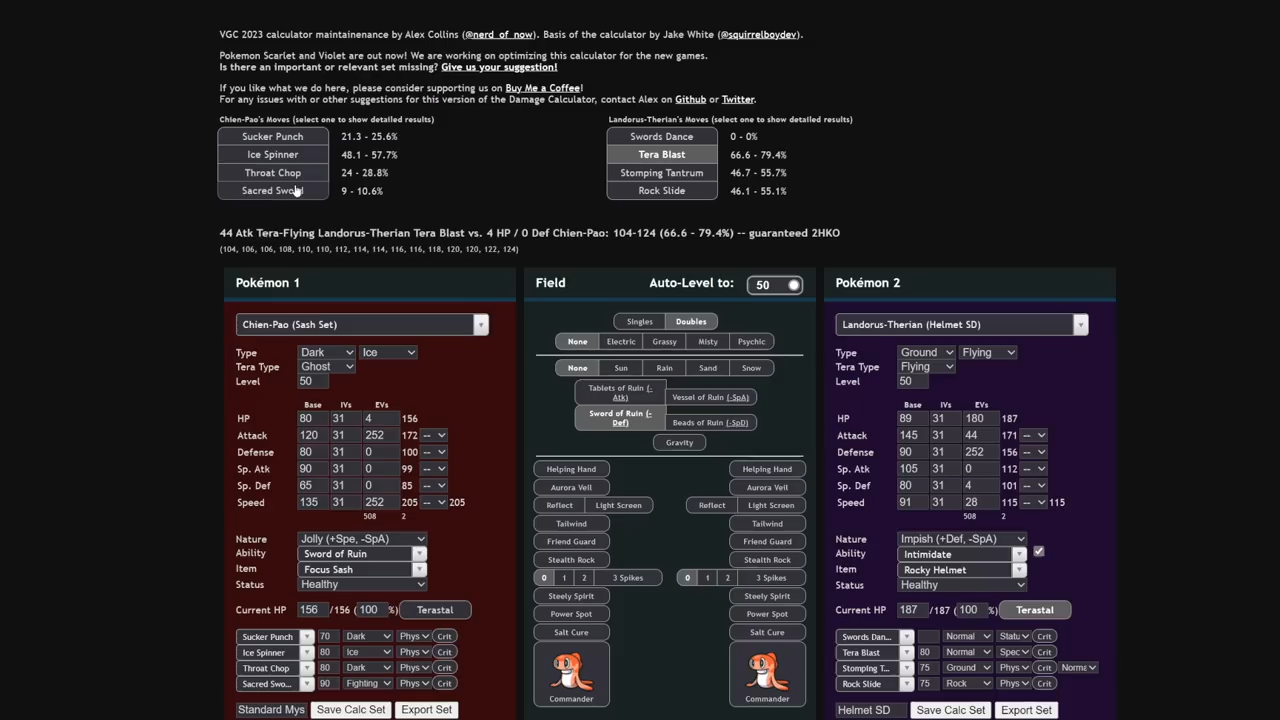 VGC 2023 calculator maintainenance by Alex Collins (@nerd_of_now). Basis of the calculator by Jake White (@squirrelboydev).
Pokemon Scarlet and Violet are out now! We are working on optimizing this calculator for the new games.
Is there an important or relevant set missing? Give us your suggestion!
If you like what we do here, please consider supporting us on Buy Me a Coffee!
For any issues with or other suggestions for this version of the Damage Calculator, contact Alex on Github or Twitter.
Chien-Pao's Moves (select one to show detailed results)
Sucker Punch 21.3 - 25.6%
Ice Spinner 48.1 - 57.7%
Throat Chop 24 - 28.8%
Sacred Sword 9 - 10.6%
Landorus-Therian's Moves (select one to show detailed results)
Swords Dance 0 - 0%
Tera Blast 66.6 - 79.4%
Stomping Tantrum 46.7 - 55.7%
Rock Slide 46.1 - 55.1%
44 Atk Tera-Flying Landorus-Therian Tera Blast vs. 4 HP / 0 Def Chien-Pao: 104-124 (66.6 - 79.4%) -- guaranteed 2HKO
(104, 106, 106, 108, 110, 110, 112, 114, 114, 116, 116, 118, 120, 120, 122, 124)
Pokémon 1
Chien-Pao (Sash Set)
Type Dark Ice
Tera Type Ghost
Level 50
Base IVs EVs
HP 80 31 4 156
Attack 120 31 252 172 --
Defense 80 31 0 100 --
Sp. Atk 90 31 0 99 --
Sp. Def 65 31 0 85 --
Speed 135 31 252 205 -- 205
508 2
Nature Jolly (+Spe, -SpA)
Ability Sword of Ruin
Item Focus Sash
Status Healthy
Current HP 156 /156 (100 %) Terastal
Sucker Punch 70 Dark Phys Crit
Ice Spinner 80 Ice Phys Crit
Throat Chop 80 Dark Phys Crit
Sacred Swo... 90 Fighting Phys Crit
Standard Mys Save Calc Set Export Set
Field Auto-Level to: 50
Singles Doubles
None Electric Grassy Misty Psychic
None Sun Rain Sand Snow
Tablets of Ruin (-
Atk) Vessel of Ruin (-SpA)
Sword of Ruin (-
Def) Beads of Ruin (-SpD)
Gravity
Helping Hand Helping Hand
Aurora Veil Aurora Veil
Reflect Light Screen Reflect Light Screen
Tailwind Tailwind
Friend Guard Friend Guard
Stealth Rock Stealth Rock
0 1 2 3 Spikes 0 1 2 3 Spikes
Steely Spirit Steely Spirit
Power Spot Power Spot
Salt Cure Salt Cure
Commander Commander
Pokémon 2
Landorus-Therian (Helmet SD)
Type Ground Flying
Tera Type Flying
Level 50
Base IVs EVs
HP 89 31 180 187
Attack 145 31 44 171 --
Defense 90 31 252 156 --
Sp. Atk 105 31 0 112 --
Sp. Def 80 31 4 101 --
Speed 91 31 28 115 -- 115
508 2
Nature Impish (+Def, -SpA)
Ability Intimidate
Item Rocky Helmet
Status Healthy
Current HP 187 /187 (100 %) Terastal
Swords Dan... Normal Statu Crit
Tera Blast 80 Normal Spec Crit
Stomping T... 75 Ground Phys Crit Norma
Rock Slide 75 Rock Phys Crit
Helmet SD Save Calc Set Export Set